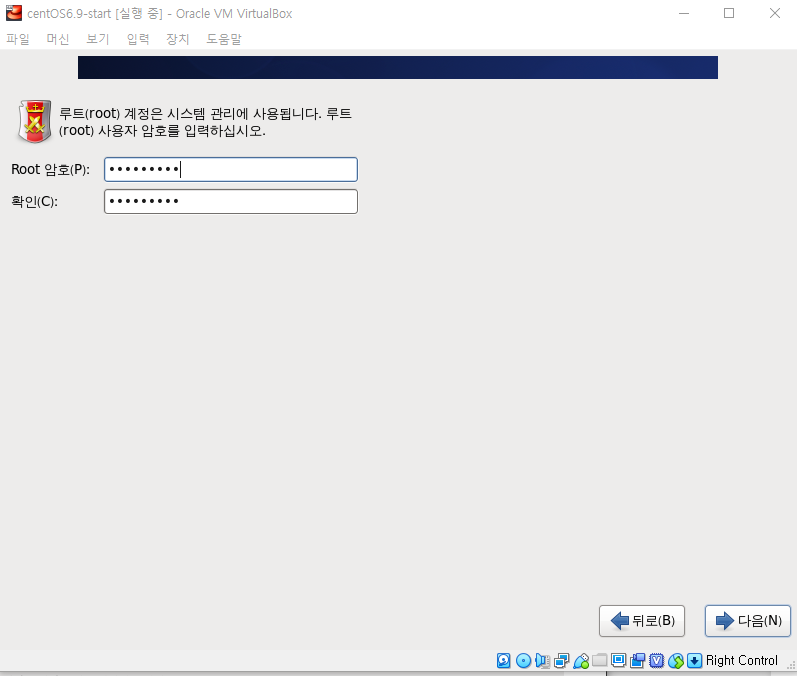 centOS6.9-start [실행 중] - Oracle VM VirtualBox
파일 머신 보기 입력 장치 도움말
루트(root) 계정은 시스템 관리에 사용됩니다. 루트
(root) 사용자 암호를 입력하십시오.
Root 암호(P): •••••••••
확인(C): •••••••••
뒤로(B) 다음(N)
Right Control